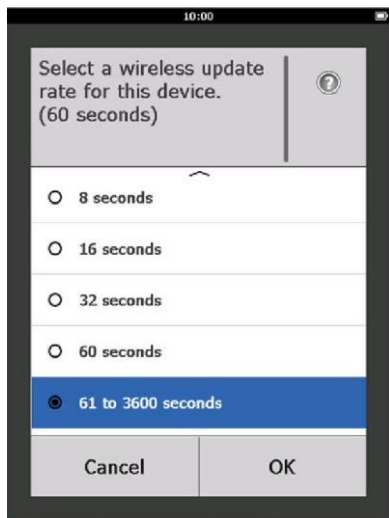 10:00
Select a wireless update
rate for this device.
(60 seconds)
?
8 seconds
16 seconds
32 seconds
60 seconds
61 to 3600 seconds
Cancel OK